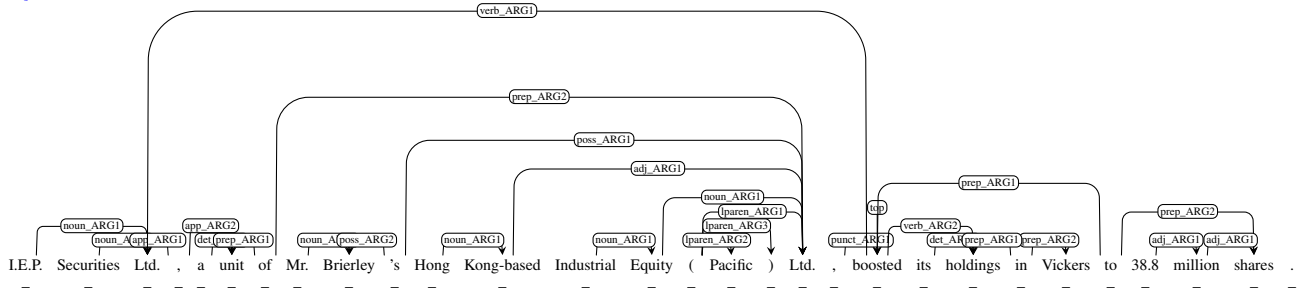 verb_ARG1
prep_ARG2
poss_ARG1
adj_ARG1
prep_ARG1
noun_ARG1
top
lparen_ARG1
prep_ARG2
noun_ARG1 app_ARG2 lparen_ARG3 verb_ARG2
app_ARG1 prep_ARG1 poss_ARG2 noun_ARG1 noun_ARG1 lparen_ARG2 punct_ARG1 prep_ARG1 prep_ARG2 adj_ARG1 adj_ARG1
I.E.P. Securities Ltd. , a unit of Mr. Brierley 's Hong Kong-based Industrial Equity ( Pacific ) Ltd. , boosted its holdings in Vickers to 38.8 million shares .